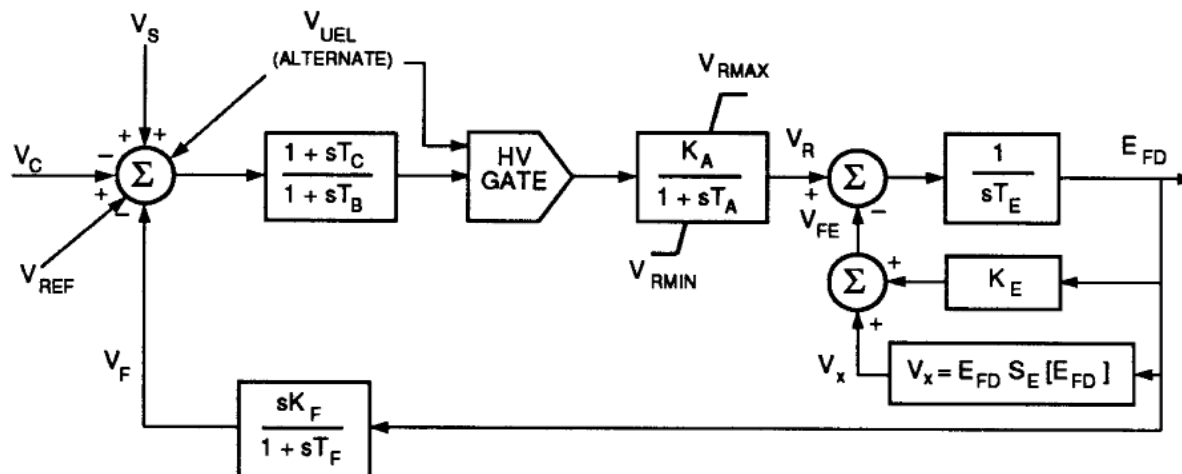 V_S
V_UEL
(ALTERNATE)
V_RMAX
+ +
V_C
−
Σ
+
−
1 + sT_C
1 + sT_B
HV
GATE
K_A
1 + sT_A
V_R
+
Σ
−
1
sT_E
E_FD
V_REF
V_RMIN
V_FE
Σ
+
+
K_E
V_F
V_x
V_x = E_FD S_E [E_FD]
sK_F
1 + sT_F